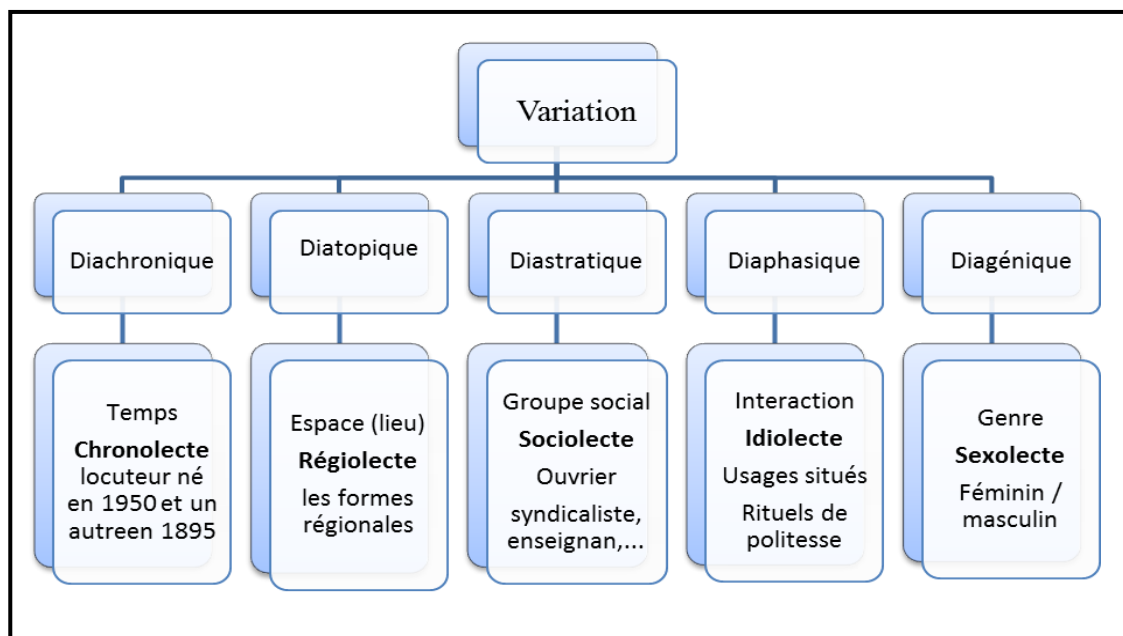 Variation
Diachronique
Diatopique
Diastratique
Diaphasique
Diagénique
Temps
Chronolecte
locuteur né
en 1950 et un
autreen 1895
Espace (lieu)
Régiolecte
les formes
régionales
Groupe social
Sociolecte
Ouvrier
syndicaliste,
enseignan,...
Interaction
Idiolecte
Usages situés
Rituels de
politesse
Genre
Sexolecte
Féminin /
masculin